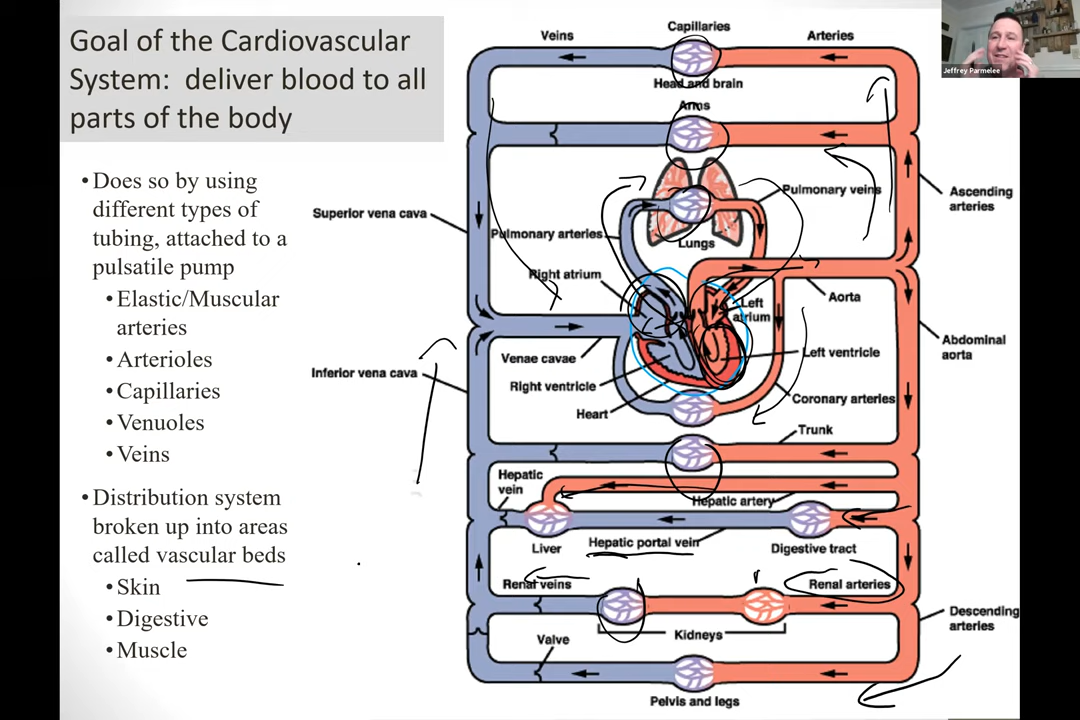 Goal of the Cardiovascular
System: deliver blood to all
parts of the body
• Does so by using
different types of
tubing, attached to a
pulsatile pump
• Elastic/Muscular
arteries
• Arterioles
• Capillaries
• Venuoles
• Veins
• Distribution system
broken up into areas
called vascular beds
• Skin
• Digestive
• Muscle
Veins
Capillaries
Arteries
Head and brain
Arms
Pulmonary veins
Ascending
arteries
Superior vena cava
Pulmonary arteries
Lungs
Right atrium
Left
atrium
Aorta
Abdominal
aorta
Venae cavae
Left ventricle
Inferior vena cava
Right ventricle
Coronary arteries
Heart
Trunk
Hepatic
vein
Hepatic artery
Liver
Hepatic portal vein
Digestive tract
Renal veins
Renal arteries
Descending
arteries
Kidneys
Valve
Pelvis and legs
Jeffrey Parmelee